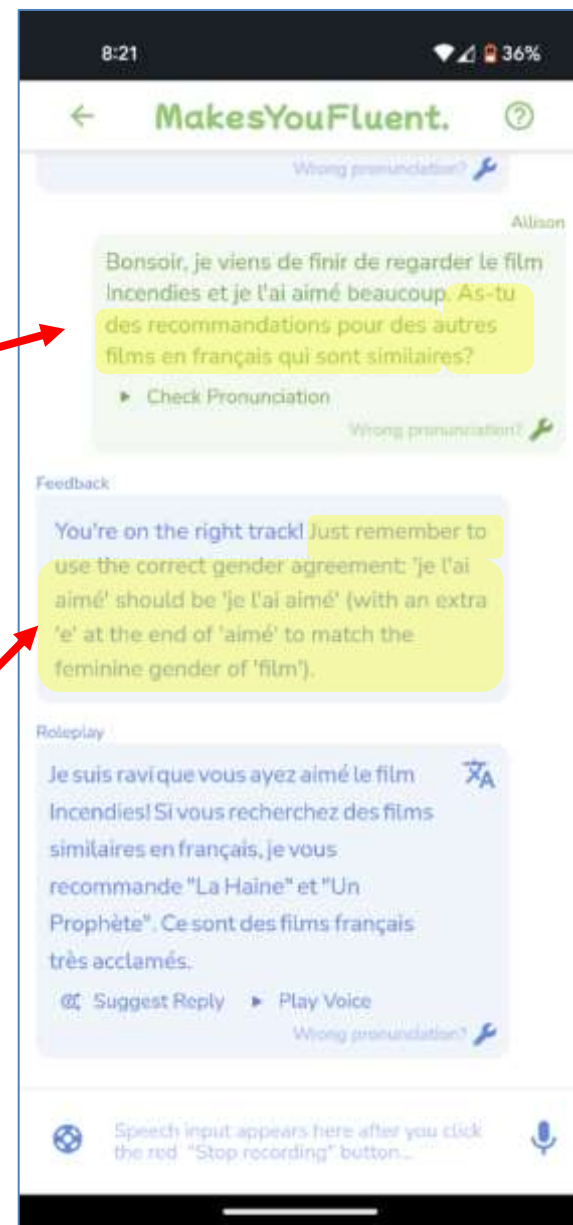 8:21
36%
MakesYouFluent.
Wrong pronunciation?
Allison
Bonsoir, je viens de finir de regarder le film
Incendies et je l'ai aimé beaucoup. As-tu
des recommandations pour des autres
films en français qui sont similaires?
Check Pronunciation
Wrong pronunciation?
Feedback
You're on the right track! Just remember to
use the correct gender agreement: 'je l'ai
aimé' should be 'je l'ai aimé' (with an extra
'e' at the end of 'aimé' to match the
feminine gender of 'film').
Roleplay
Je suis ravi que vous ayez aimé le film
Incendies! Si vous recherchez des films
similaires en français, je vous
recommande "La Haine" et "Un
Prophète". Ce sont des films français
très acclamés.
Suggest Reply Play Voice
Wrong pronunciation?
Speech input appears here after you click
the red "Stop recording" button...